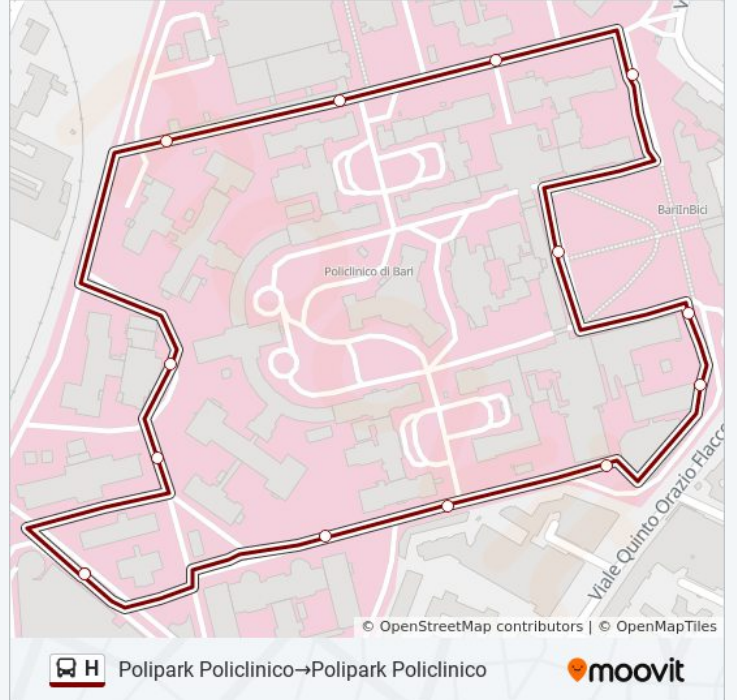 BariInBici
Policlinico di Bari
Viale Quinto Orazio Flacco
© OpenStreetMap contributors | © OpenMapTiles
H Polipark Policlinico→Polipark Policlinico
moovit